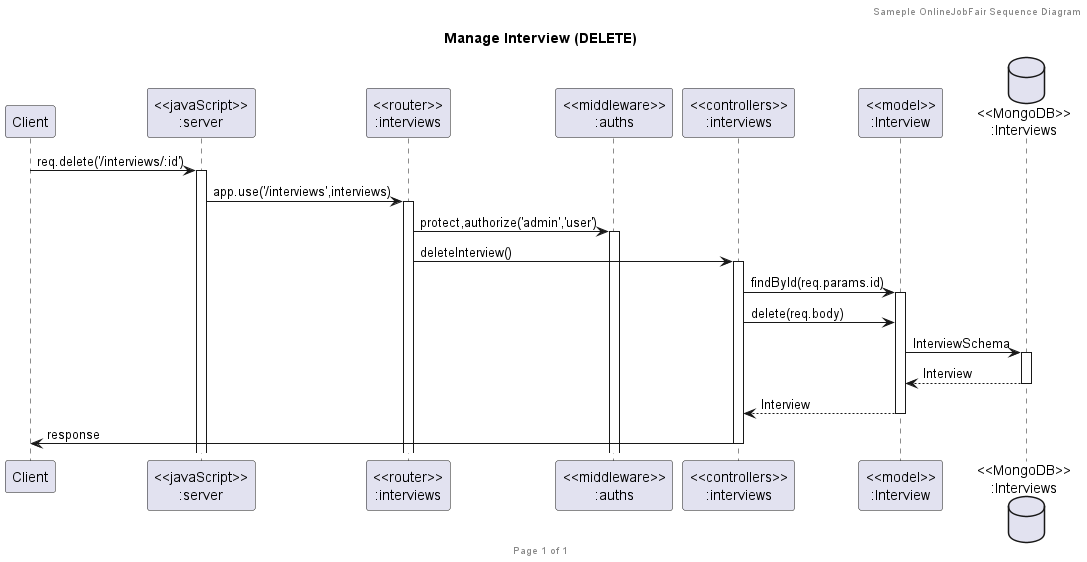 Sameple OnlineJobFair Sequence Diagram
Manage Interview (DELETE)
Client
<<javaScript>>
:server
<<router>>
:interviews
<<middleware>>
:auths
<<controllers>>
:interviews
<<model>>
:Interview
<<MongoDB>>
:Interviews
req.delete('/interviews/:id')
app.use('/interviews',interviews)
protect,authorize('admin','user')
deleteInterview()
findById(req.params.id)
delete(req.body)
InterviewSchema
Interview
Interview
response
Client
<<javaScript>>
:server
<<router>>
:interviews
<<middleware>>
:auths
<<controllers>>
:interviews
<<model>>
:Interview
<<MongoDB>>
:Interviews
Page 1 of 1